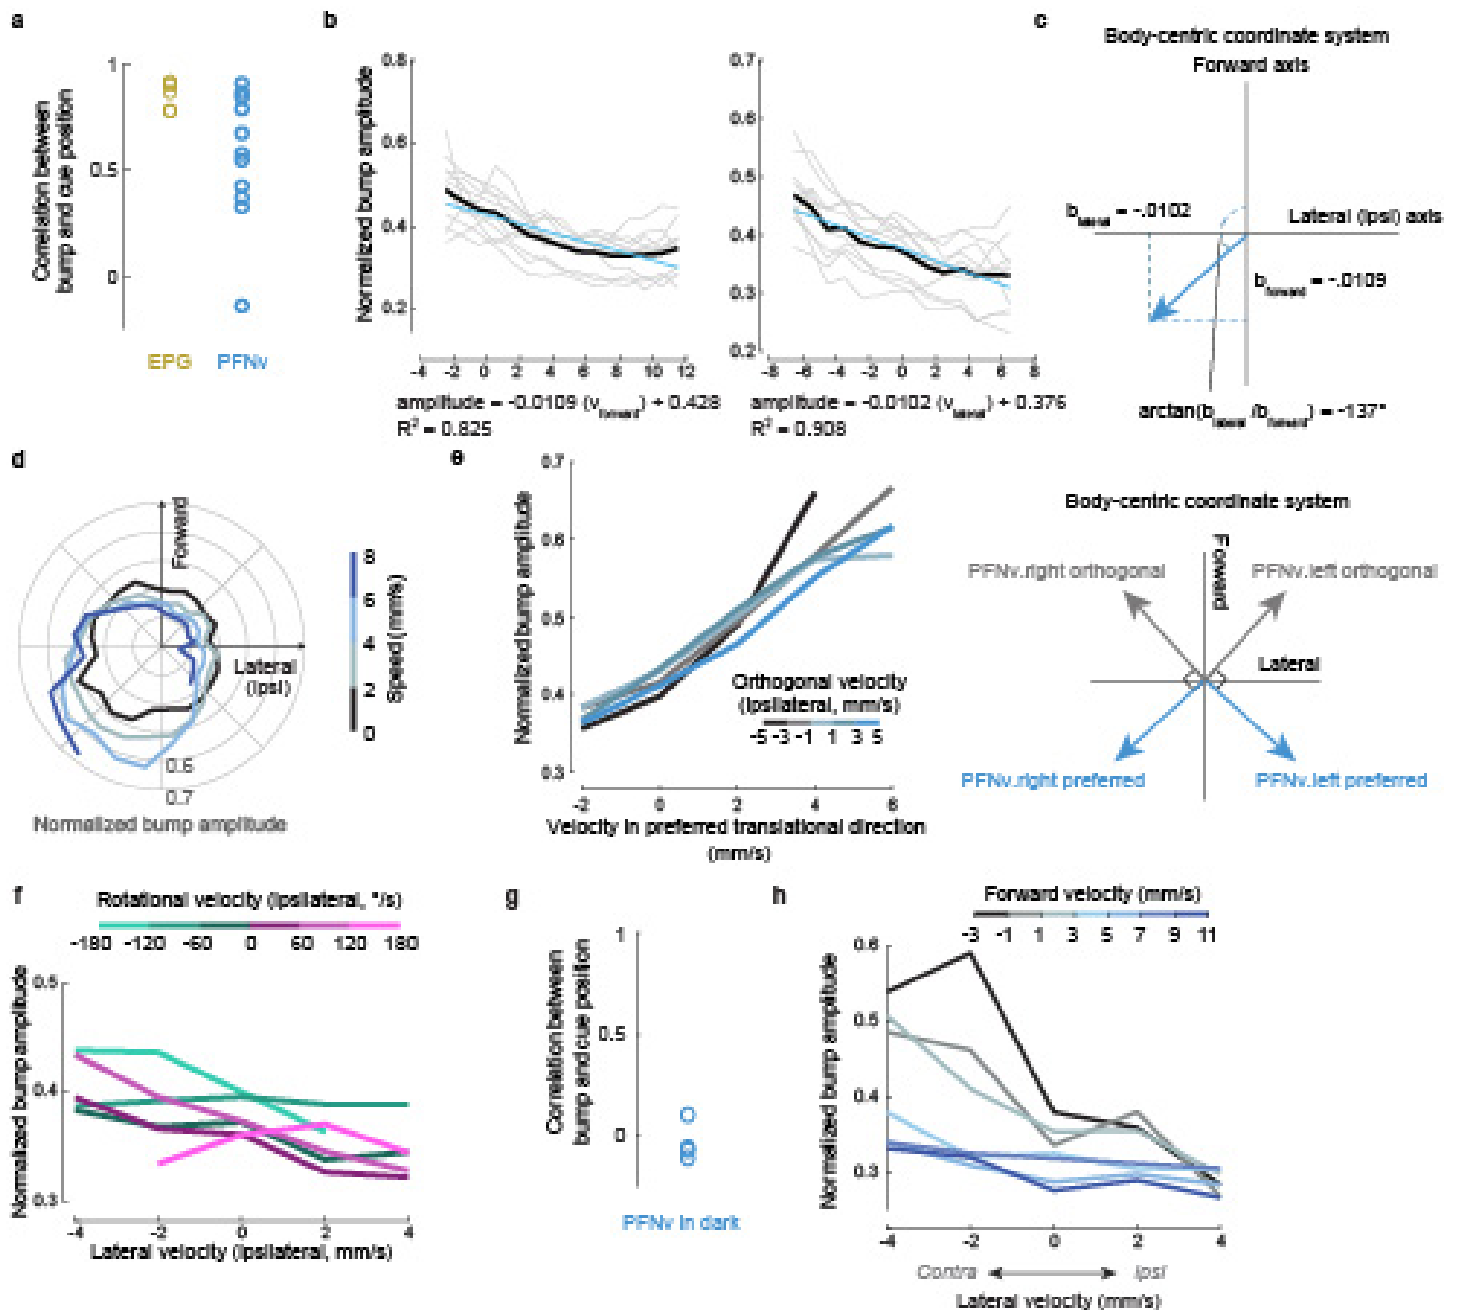 a
Correlation between
bump and cue position
1
0.5
0
EPG
PFNv
b
Normalized bump amplitude
0.8
0.6
0.4
0.2
-4 -2 0 2 4 6 8 10 12
amplitude = -0.0109 (v forward) + 0.428
R² = 0.825
0.7
0.6
0.5
0.4
0.3
0.2
-8 -6 -4 -2 0 2 4 6 8
amplitude = -0.0102 (v lateral) + 0.376
R² = 0.908
c
Body-centric coordinate system
Forward axis
b lateral = -.0102
Lateral (ipsi) axis
b forward = -.0109
arctan(b lateral /b forward) = -137°
d
Forward
Lateral
(ipsi)
0.6
0.7
Normalized bump amplitude
8
6
4
2
0
Speed (mm/s)
e
Normalized bump amplitude
0.7
0.6
0.5
0.4
0.3
Orthogonal velocity
(ipsilateral, mm/s)
-5 -3 -1 1 3 5
-2 0 2 4 6
Velocity in preferred translational direction
(mm/s)
Body-centric coordinate system
Forward
PFNv.right orthogonal
PFNv.left orthogonal
Lateral
PFNv.right preferred
PFNv.left preferred
f
Rotational velocity (ipsilateral, °/s)
-180 -120 -60 0 60 120 180
Normalized bump amplitude
0.5
0.4
0.3
-4 -2 0 2 4
Lateral velocity (ipsilateral, mm/s)
g
Correlation between
bump and cue position
1
0.5
0
PFNv in dark
h
Forward velocity (mm/s)
-3 -1 1 3 5 7 9 11
Normalized bump amplitude
0.6
0.5
0.4
0.3
-4 -2 0 2 4
Contra
Ipsi
Lateral velocity (mm/s)